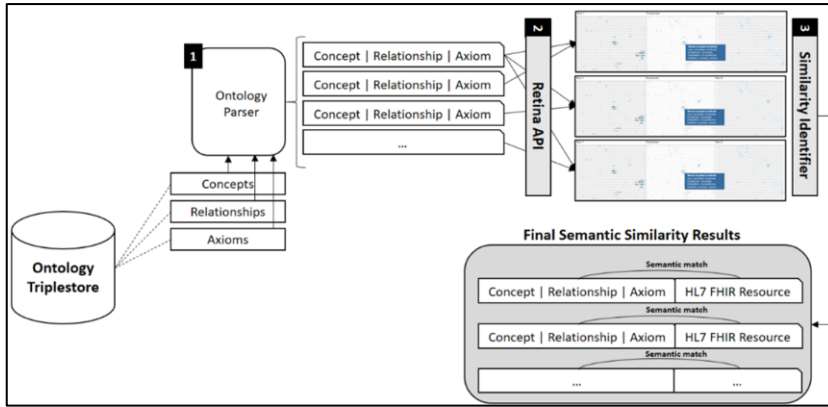 1
Ontology
Parser
Concept | Relationship | Axiom
Concept | Relationship | Axiom
Concept | Relationship | Axiom
...
2
Retina API
3
Similarity Identifier
Concepts
Relationships
Axioms
Ontology
Triplestore
Final Semantic Similarity Results
Semantic match
Concept | Relationship | Axiom
HL7 FHIR Resource
Semantic match
Concept | Relationship | Axiom
HL7 FHIR Resource
Semantic match
...
...